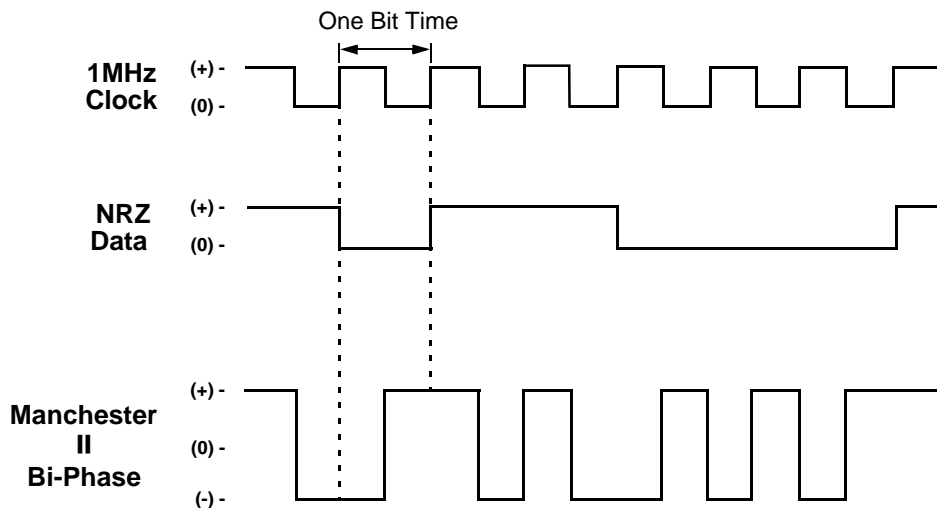 One Bit Time
1MHz
Clock
(+) -
(0) -
NRZ
Data
(+) -
(0) -
Manchester
II
Bi-Phase
(+) -
(0) -
(-) -